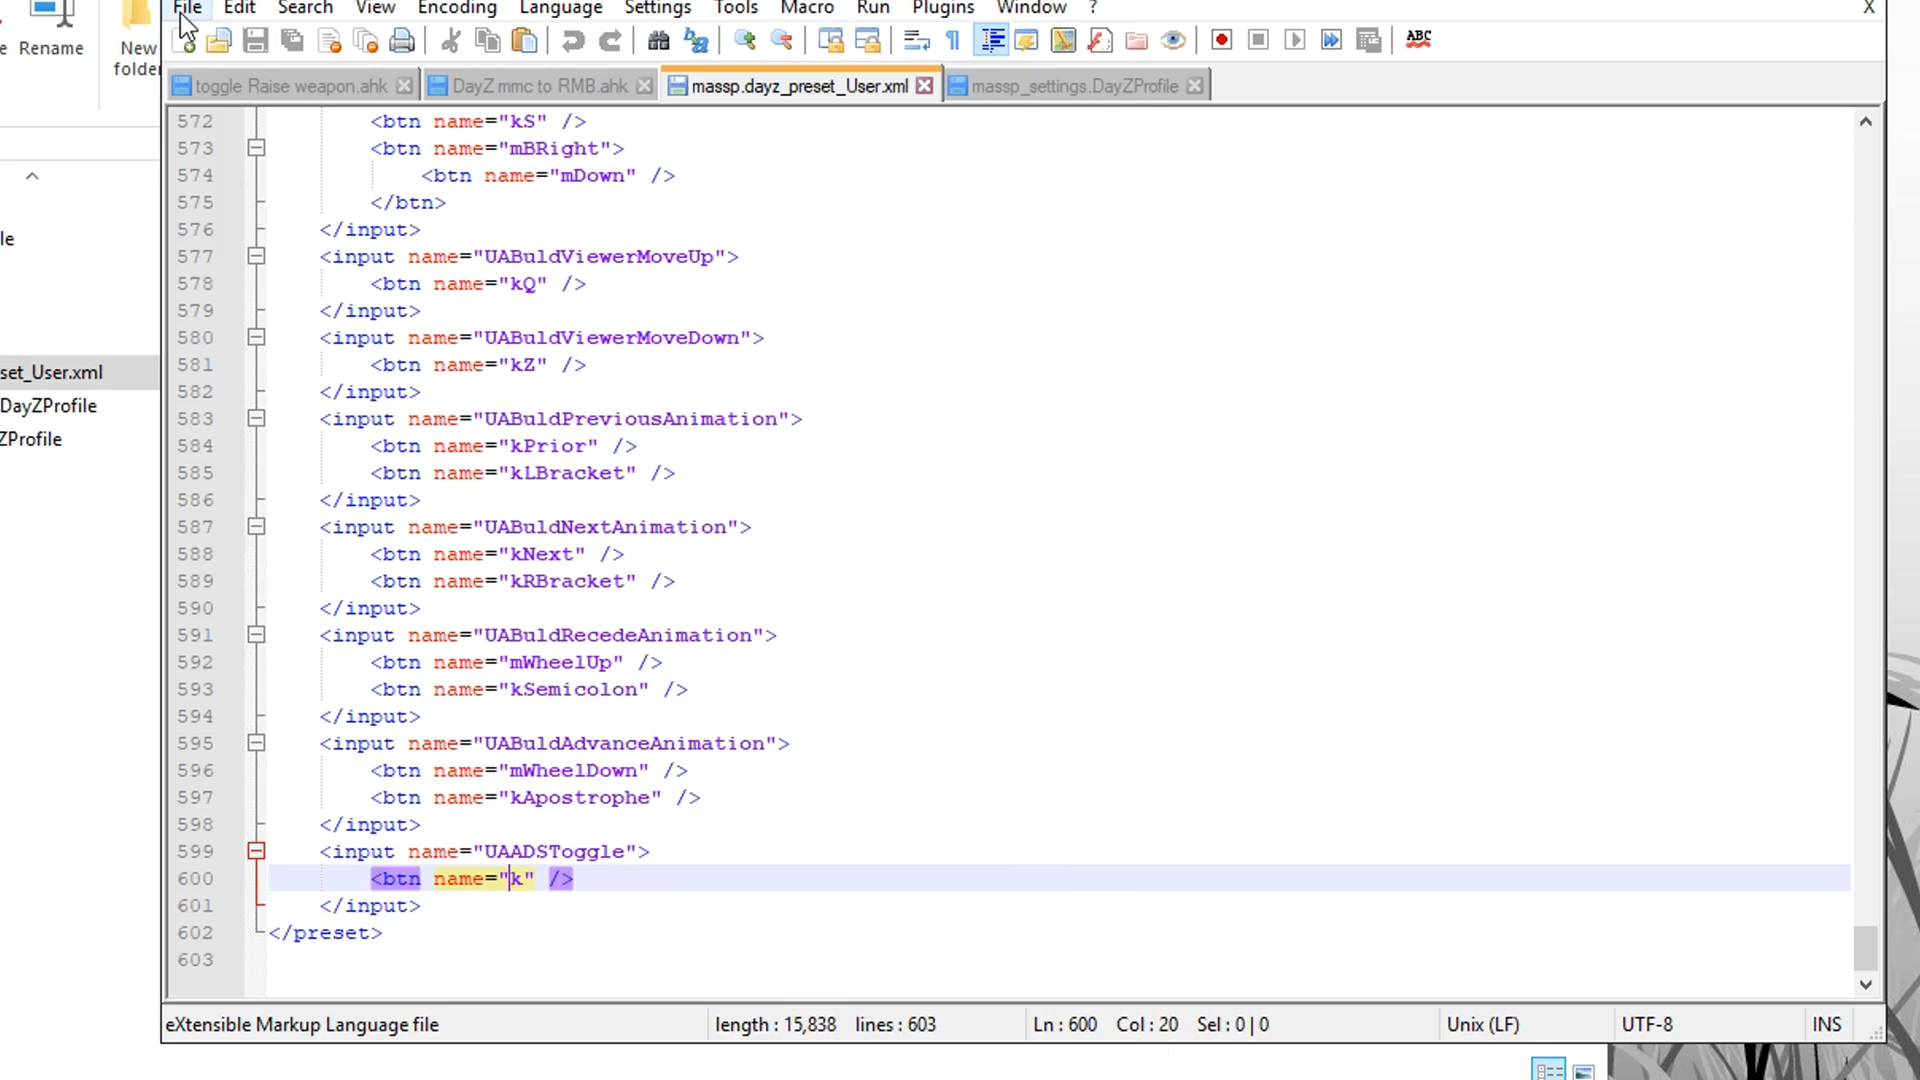 File Edit Search View Encoding Language Settings Tools Macro Run Plugins Window ? X
Rename
New
folder
ABC
toggle Raise weapon.ahk
DayZ mmc to RMB.ahk
massp.dayz_preset_User.xml
massp_settings.DayZProfile
572 <btn name="kS" />
573 <btn name="mBRight">
574 <btn name="mDown" />
575 </btn>
576 </input>
577 <input name="UABuldViewerMoveUp">
578 <btn name="kQ" />
579 </input>
580 <input name="UABuldViewerMoveDown">
581 <btn name="kZ" />
582 </input>
583 <input name="UABuldPreviousAnimation">
584 <btn name="kPrior" />
585 <btn name="kLBracket" />
586 </input>
587 <input name="UABuldNextAnimation">
588 <btn name="kNext" />
589 <btn name="kRBracket" />
590 </input>
591 <input name="UABuldRecedeAnimation">
592 <btn name="mWheelUp" />
593 <btn name="kSemicolon" />
594 </input>
595 <input name="UABuldAdvanceAnimation">
596 <btn name="mWheelDown" />
597 <btn name="kApostrophe" />
598 </input>
599 <input name="UAADSToggle">
600 <btn name="k" />
601 </input>
602 </preset>
603
le
set_User.xml
DayZProfile
ZProfile
eXtensible Markup Language file length : 15,838 lines : 603 Ln : 600 Col : 20 Sel : 0 | 0 Unix (LF) UTF-8 INS